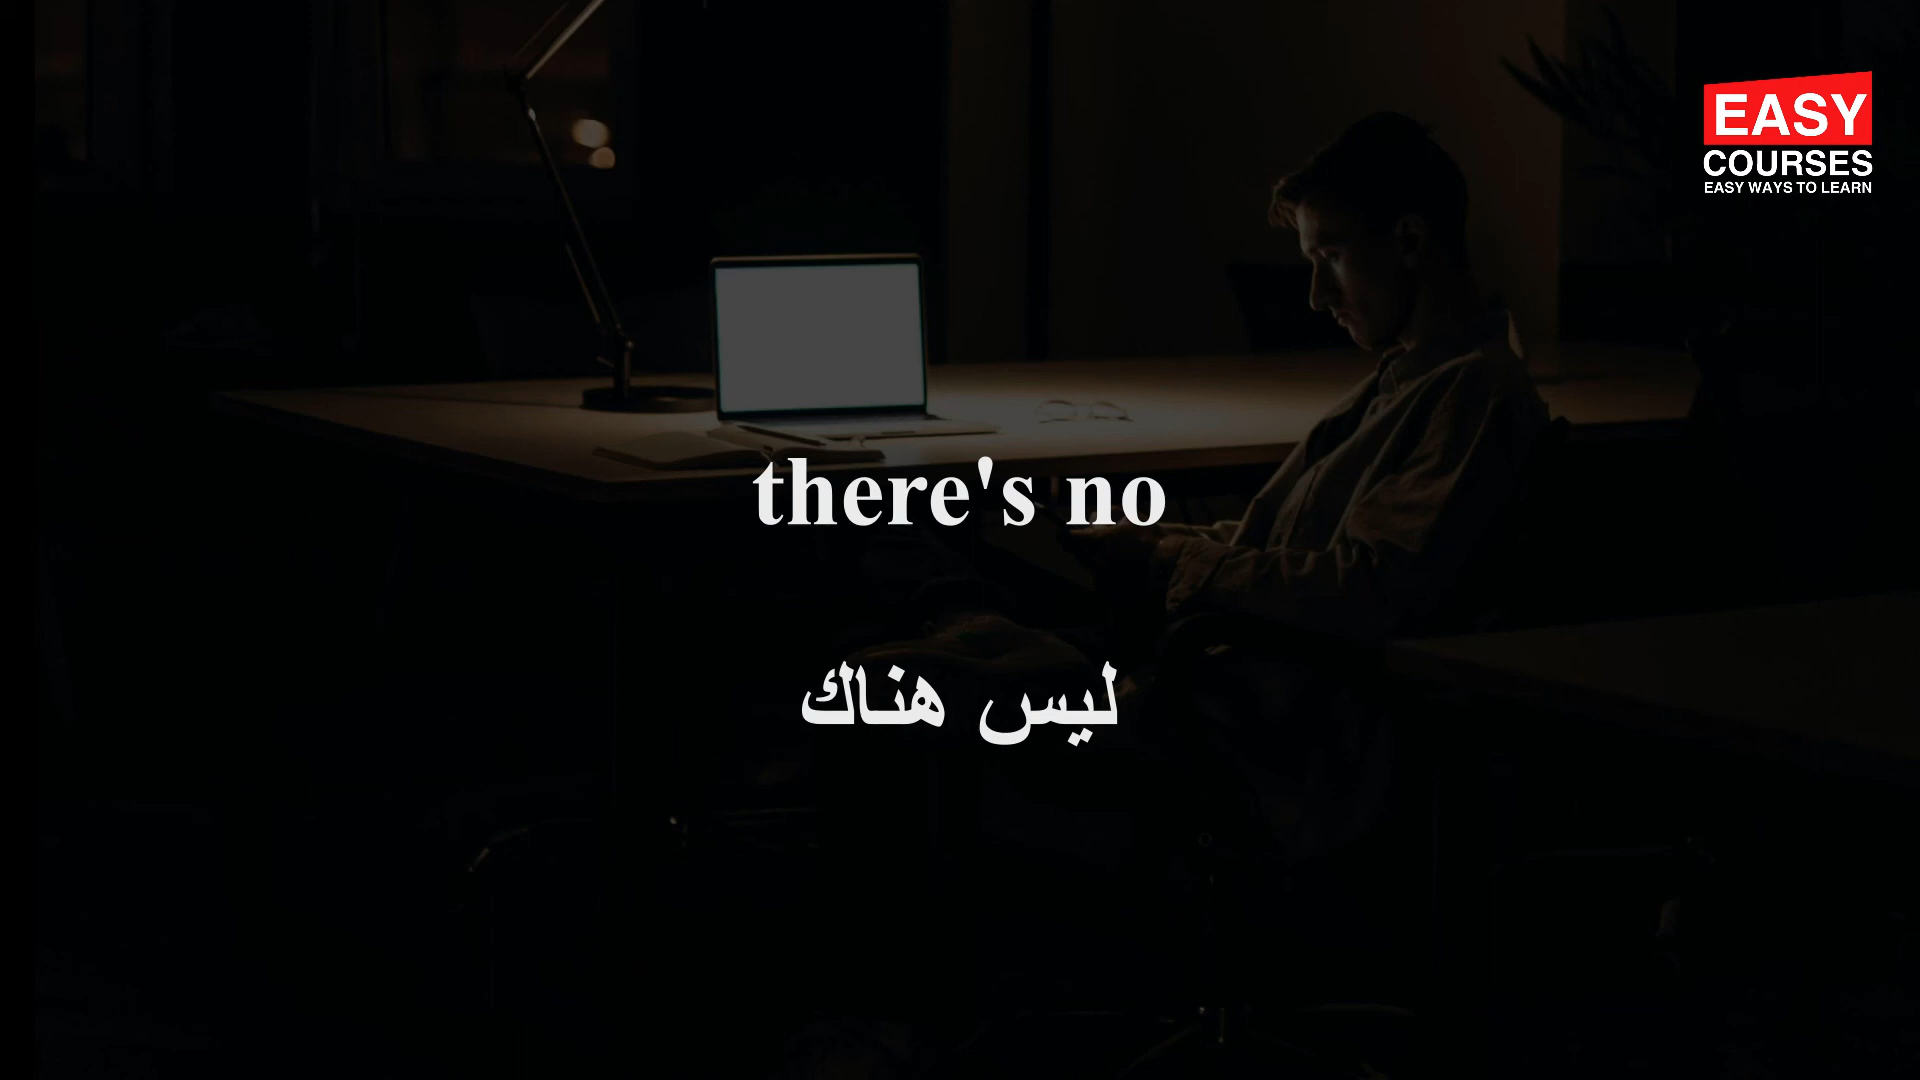 EASY
COURSES
EASY WAYS TO LEARN
there's no
ليس هناك